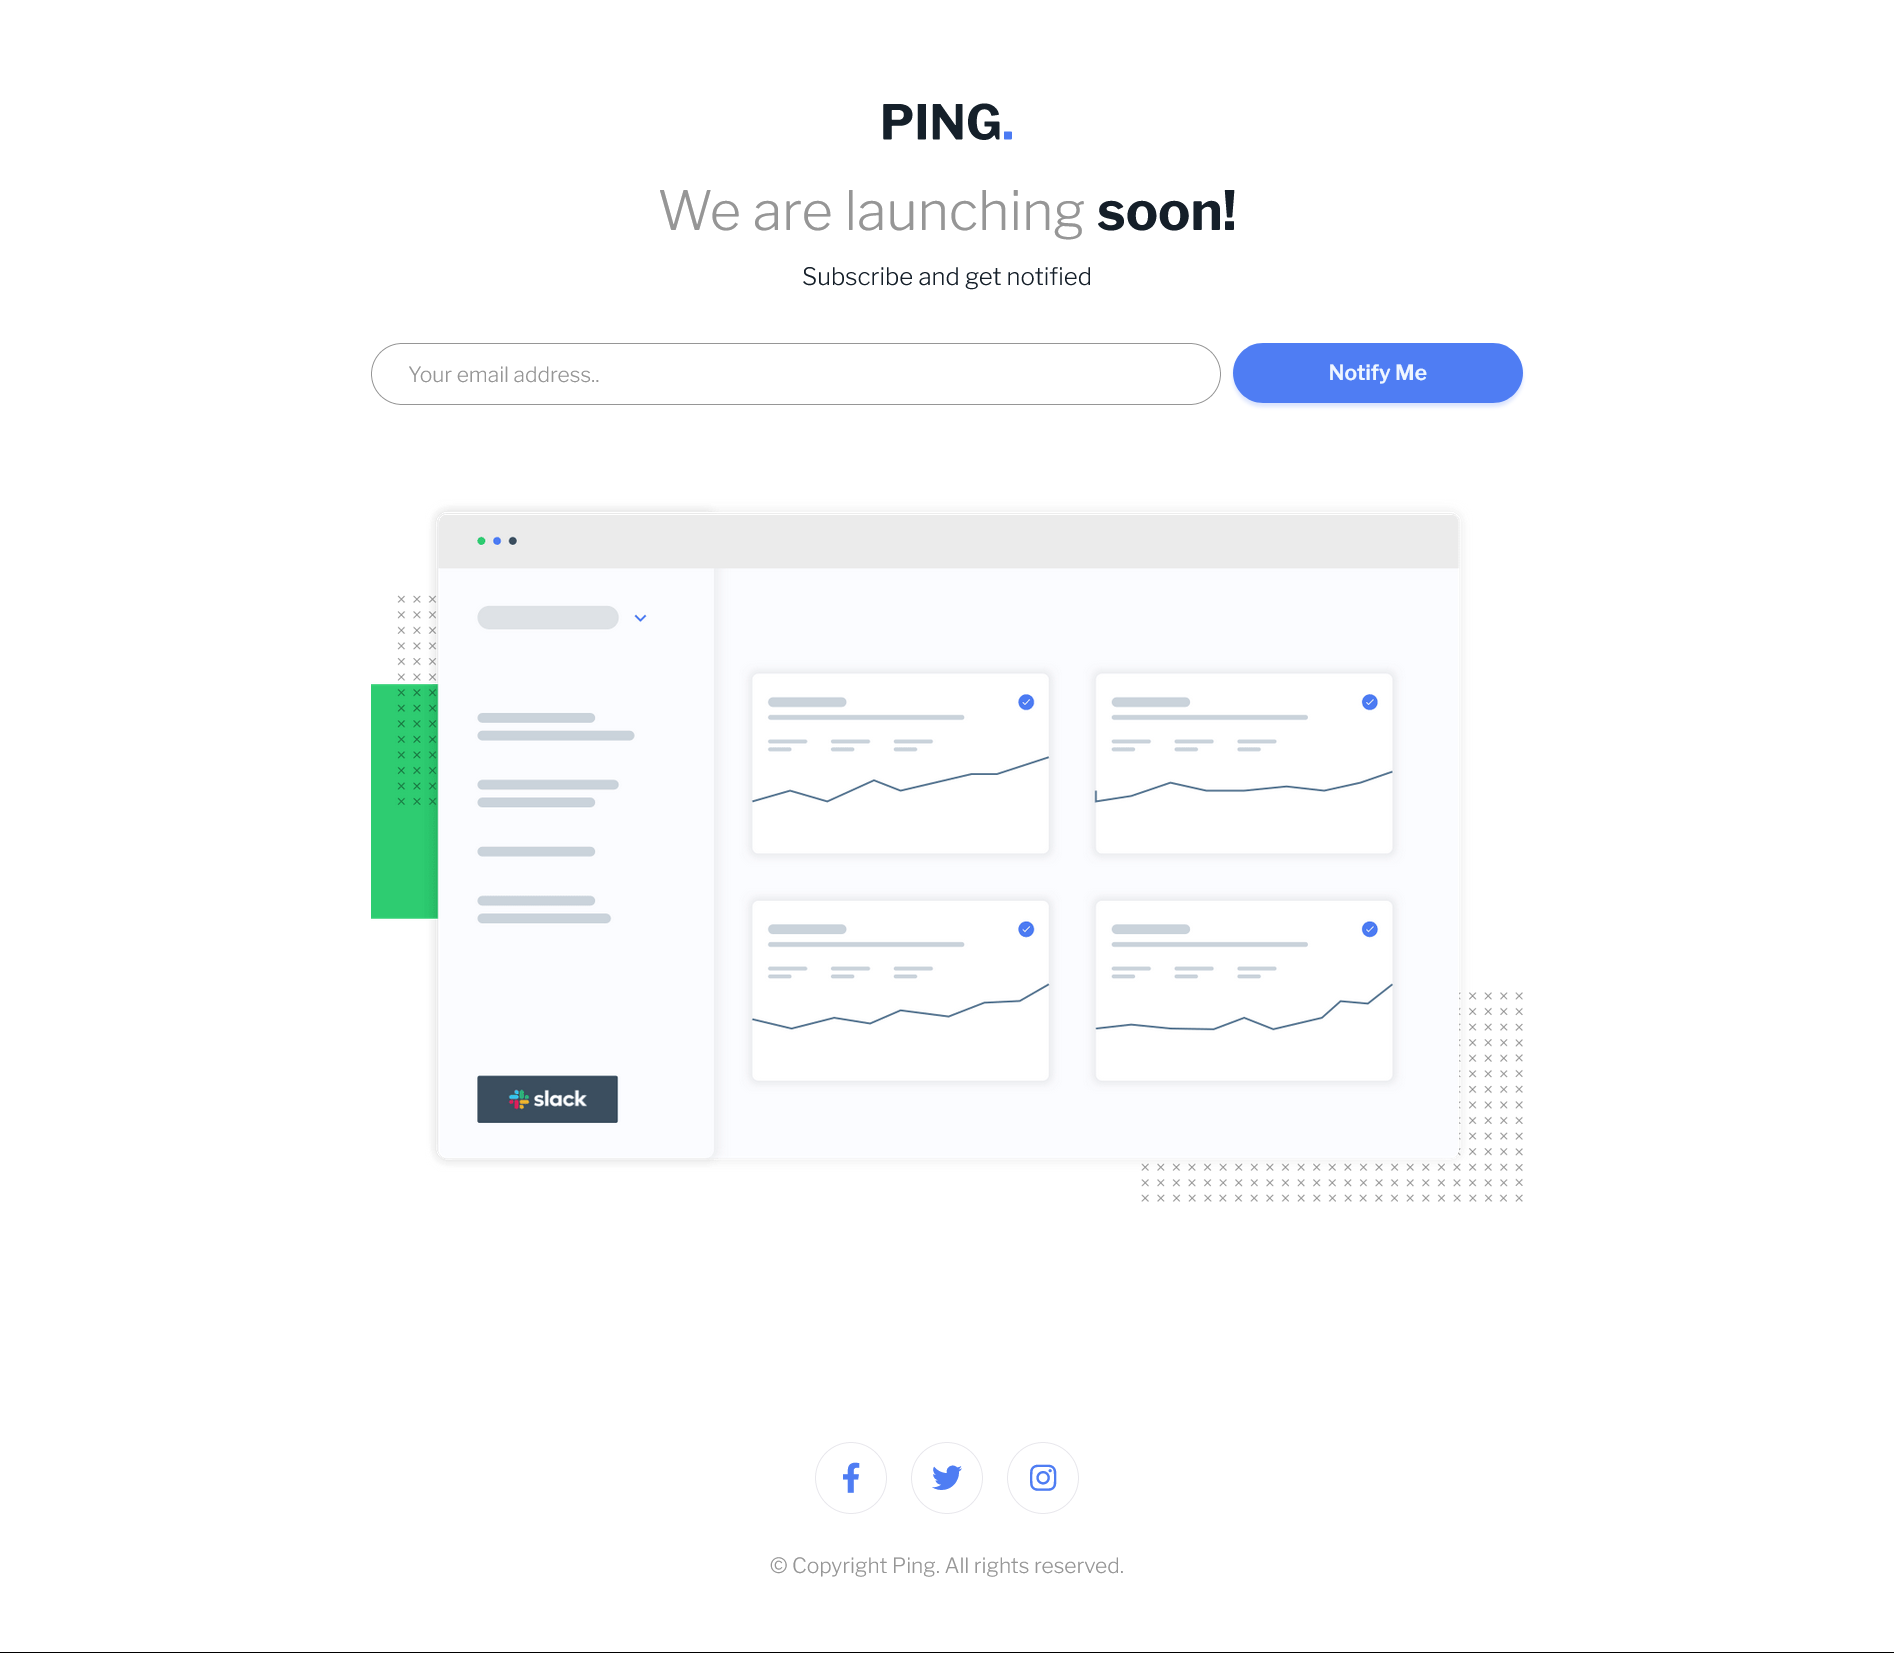 PING.
We are launching soon!
Subscribe and get notified
Your email address..
Notify Me
slack
© Copyright Ping. All rights reserved.